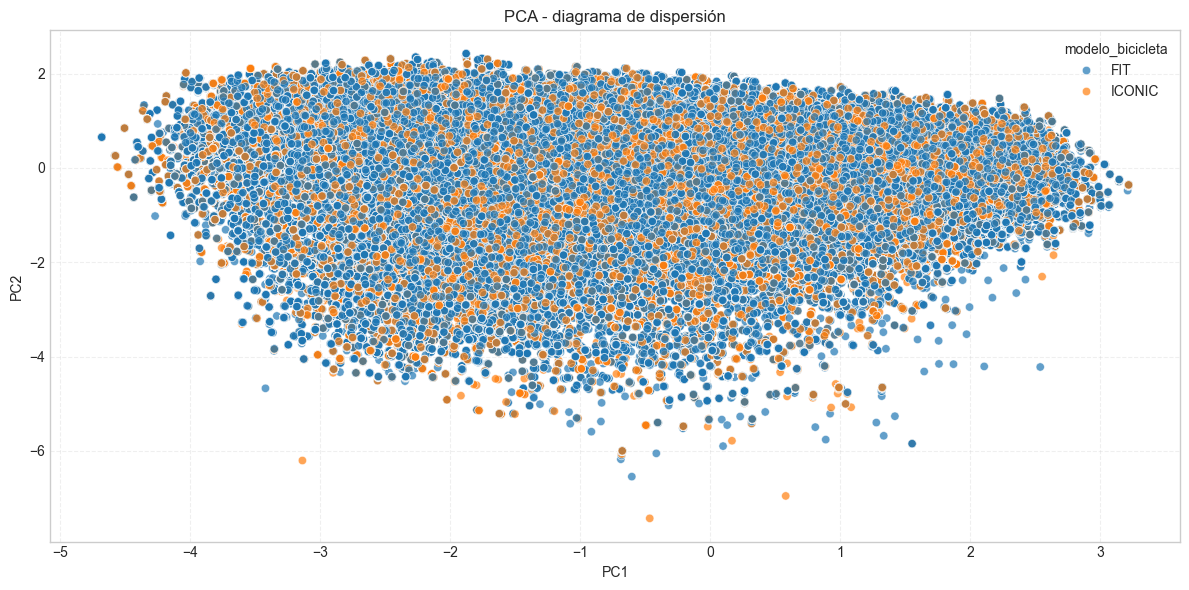 PCA - diagrama de dispersión
modelo_bicicleta
FIT
ICONIC
2
0
−2
−4
−6
PC2
−5 −4 −3 −2 −1 0 1 2 3
PC1